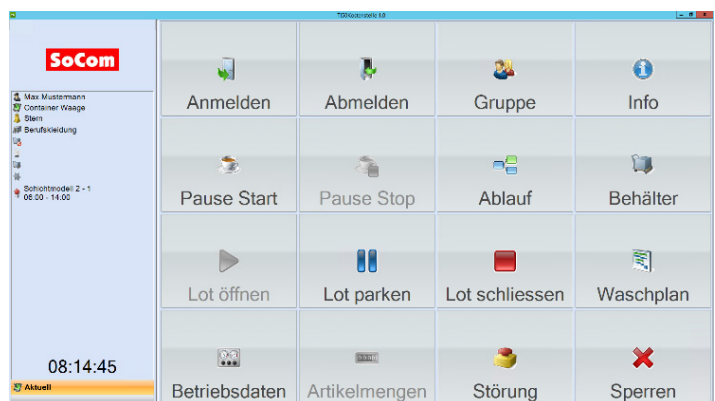 TGSKostenstelle 6.0
SoCom
Max Mustermann
Container Waage
Stern
Berufskleidung
Schichtmodell 2 - 1
06:00 - 14:00
08:14:45
Aktuell
Anmelden
Abmelden
Gruppe
Info
Pause Start
Pause Stop
Ablauf
Behälter
Lot öffnen
Lot parken
Lot schliessen
Waschplan
Betriebsdaten
Artikelmengen
Störung
Sperren